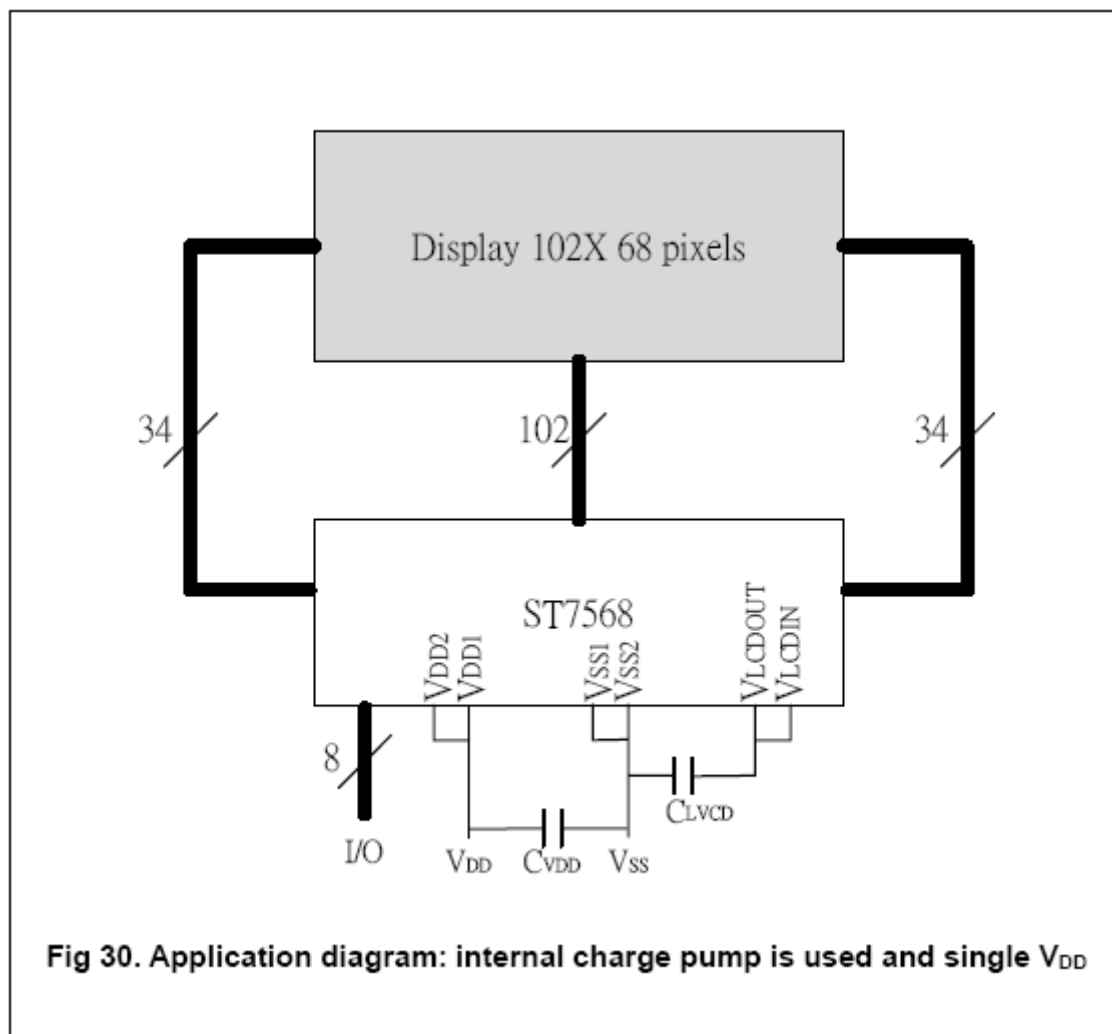 Display 102X 68 pixels
34
102
34
ST7568
VDD2
VDD1
VSS1
VSS2
VLCDOUT
VLCDIN
8
CLVCD
I/O
VDD
CVDD
VSS
Fig 30. Application diagram: internal charge pump is used and single VDD